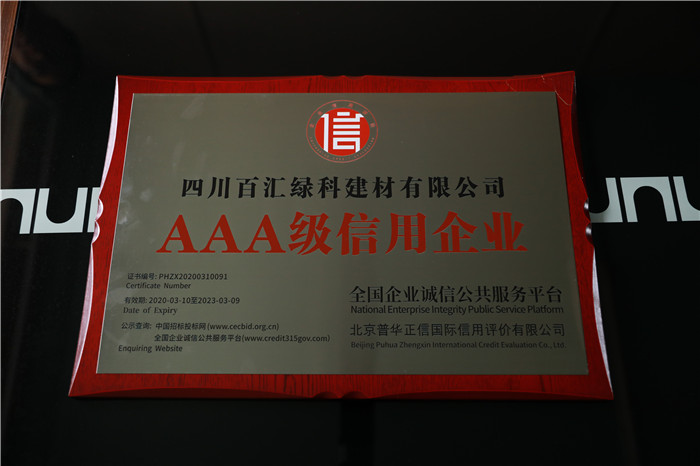 信
四川百汇绿科建材有限公司
AAA级信用企业
证书编号: PHZX20200310091
Certificate Number
有效期: 2020-03-10至2023-03-09
Date of Expiry
公示查询: 中国招标投标网(www.cecbid.org.cn)
全国企业诚信公共服务平台(www.credit315gov.com)
Enquiring Website
全国企业诚信公共服务平台
National Enterprise Integrity Public Service Platform
北京普华正信国际信用评价有限公司
Beijing Puhua Zhengxin International Credit Evaluation Co., Ltd.